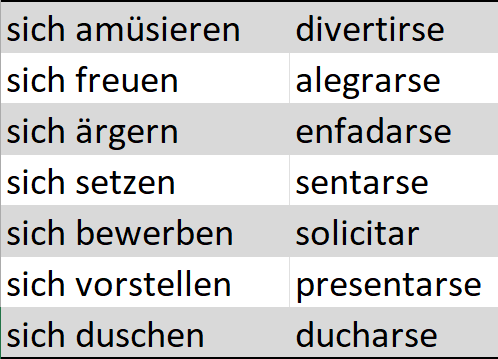 sich amüsieren divertirse
sich freuen alegrarse
sich ärgern enfadarse
sich setzen sentarse
sich bewerben solicitar
sich vorstellen presentarse
sich duschen ducharse